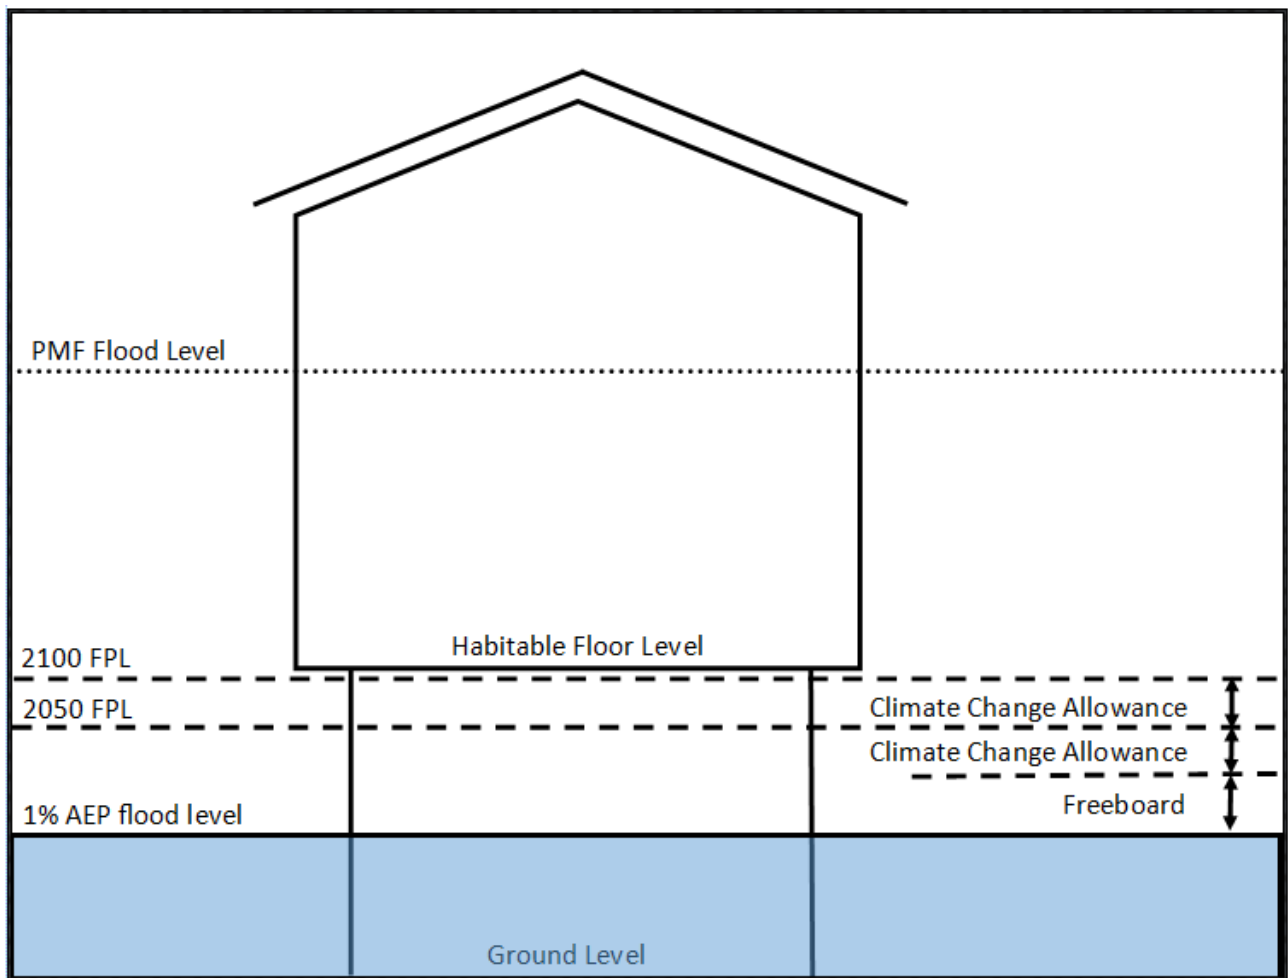 PMF Flood Level
Habitable Floor Level
2100 FPL
2050 FPL
Climate Change Allowance
Climate Change Allowance
Freeboard
1% AEP flood level
Ground Level